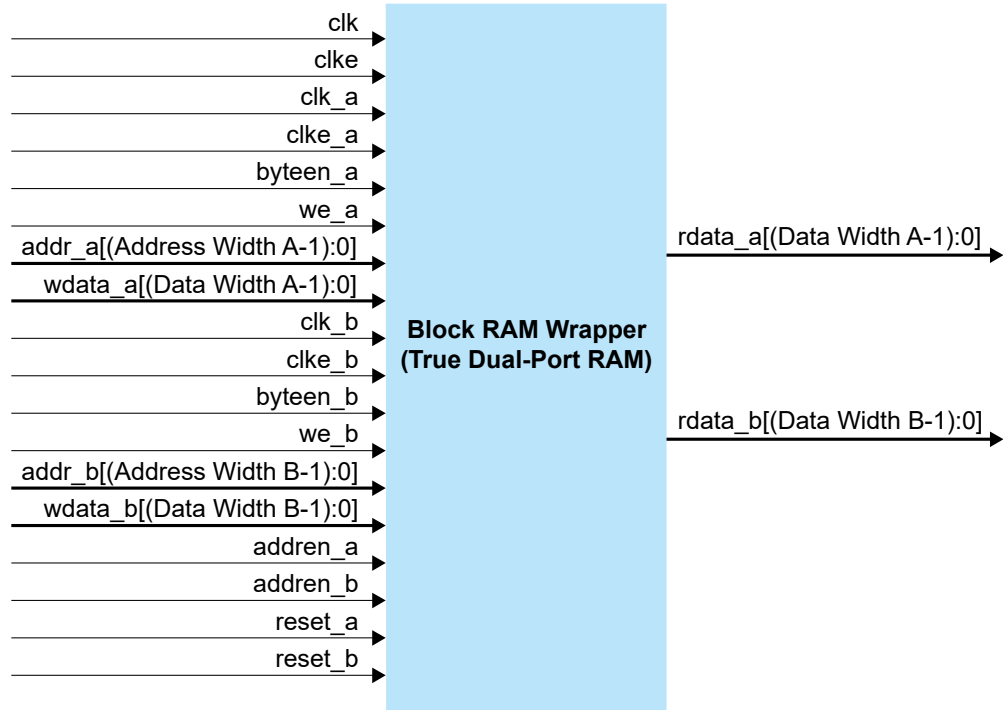 clk
clke
clk_a
clke_a
byteen_a
we_a
addr_a[(Address Width A-1):0]
wdata_a[(Data Width A-1):0]
clk_b
clke_b
byteen_b
we_b
addr_b[(Address Width B-1):0]
wdata_b[(Data Width B-1):0]
addren_a
addren_b
reset_a
reset_b
Block RAM Wrapper
(True Dual-Port RAM)
rdata_a[(Data Width A-1):0]
rdata_b[(Data Width B-1):0]